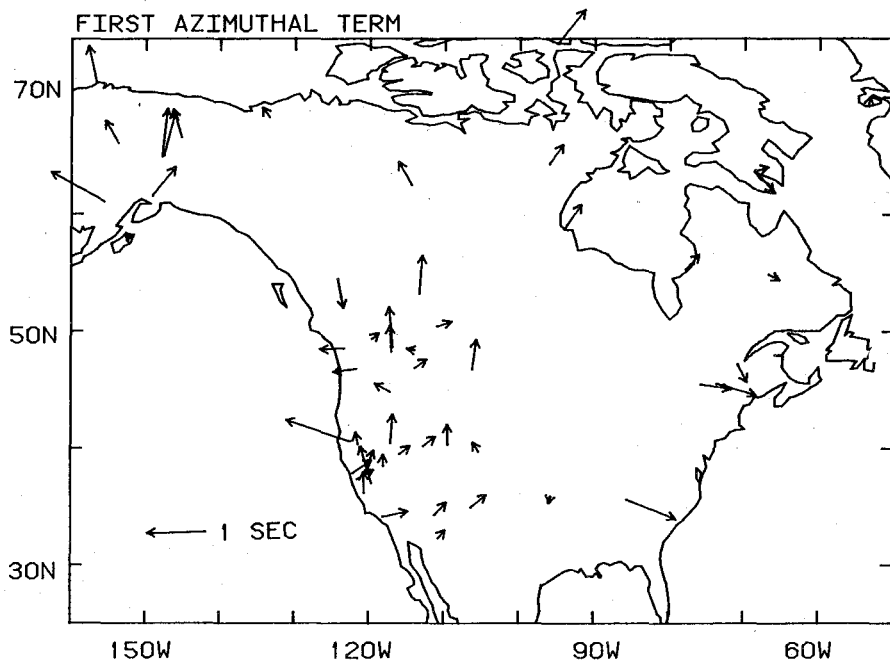 FIRST AZIMUTHAL TERM
70N
50N
1 SEC
30N
150W
120W
90W
60W